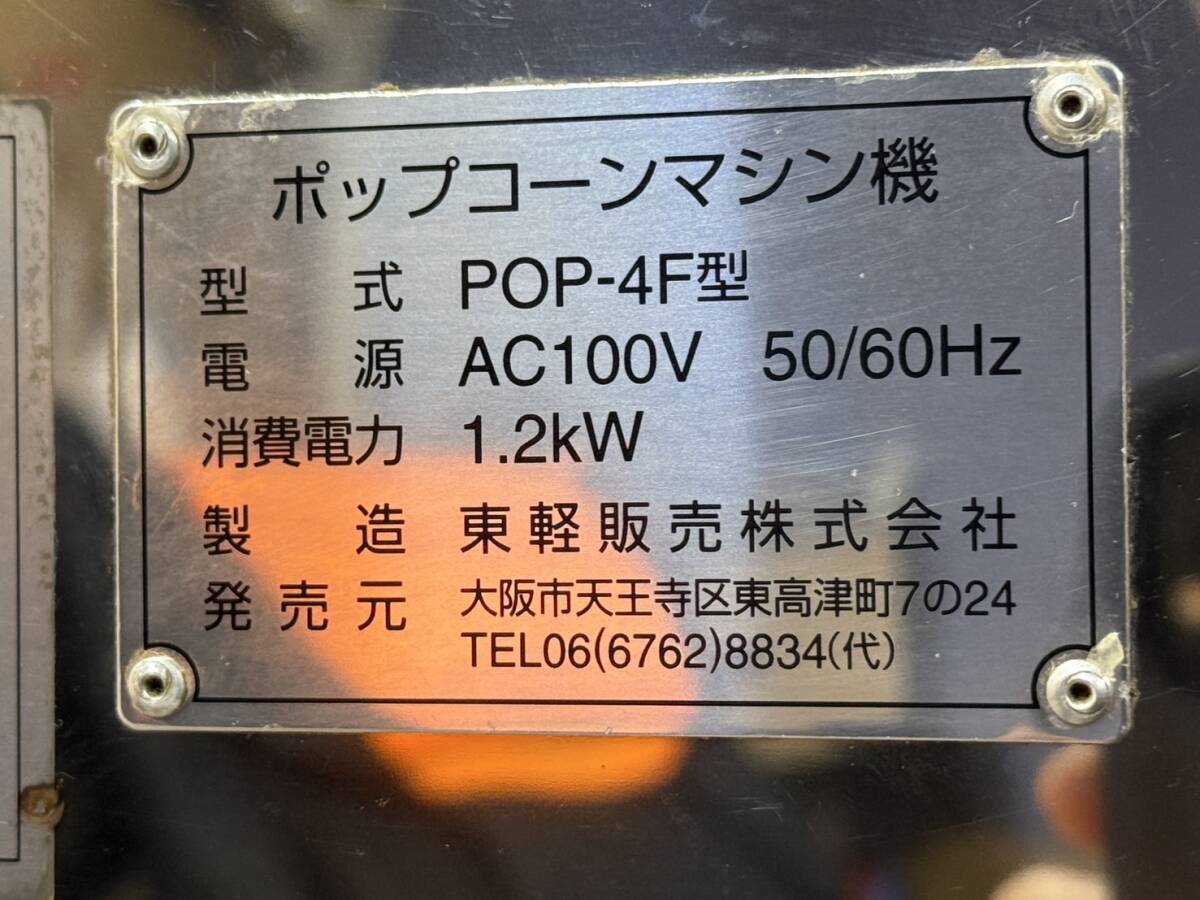 ポップコーンマシン機
型式 POP-4F型
電源 AC100V 50/60Hz
消費電力 1.2kW
製造 東軽販売株式会社
発売元 大阪市天王寺区東高津町7の24
TEL06(6762)8834(代)